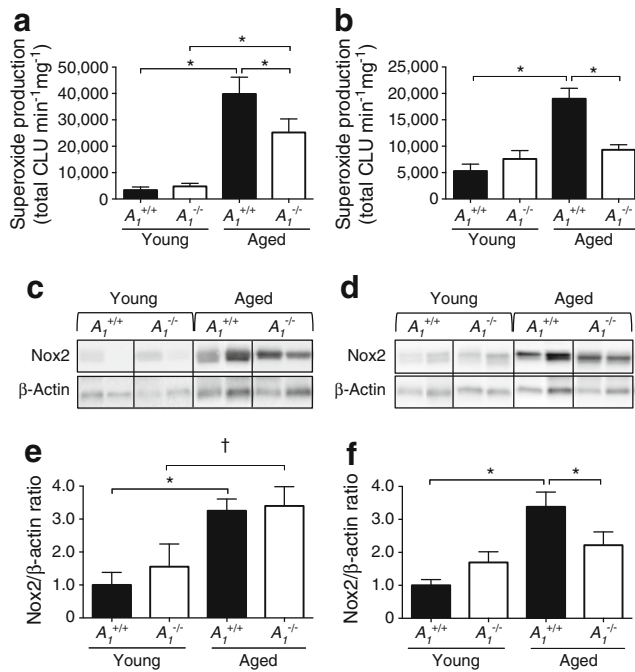 a
Superoxide production
(total CLU min⁻¹mg⁻¹)
50,000
40,000
30,000
20,000
10,000
0
* * *
A₁⁺/⁺ A₁⁻/⁻ A₁⁺/⁺ A₁⁻/⁻
Young Aged
b
Superoxide production
(total CLU min⁻¹mg⁻¹)
25,000
20,000
15,000
10,000
5,000
0
* *
A₁⁺/⁺ A₁⁻/⁻ A₁⁺/⁺ A₁⁻/⁻
Young Aged
c
Young Aged
A₁⁺/⁺ A₁⁻/⁻ A₁⁺/⁺ A₁⁻/⁻
Nox2
β-Actin
d
Young Aged
A₁⁺/⁺ A₁⁻/⁻ A₁⁺/⁺ A₁⁻/⁻
Nox2
β-Actin
e
Nox2/β-actin ratio
4.0
3.0
2.0
1.0
0
† *
A₁⁺/⁺ A₁⁻/⁻ A₁⁺/⁺ A₁⁻/⁻
Young Aged
f
Nox2/β-actin ratio
4.0
3.0
2.0
1.0
0
* *
A₁⁺/⁺ A₁⁻/⁻ A₁⁺/⁺ A₁⁻/⁻
Young Aged